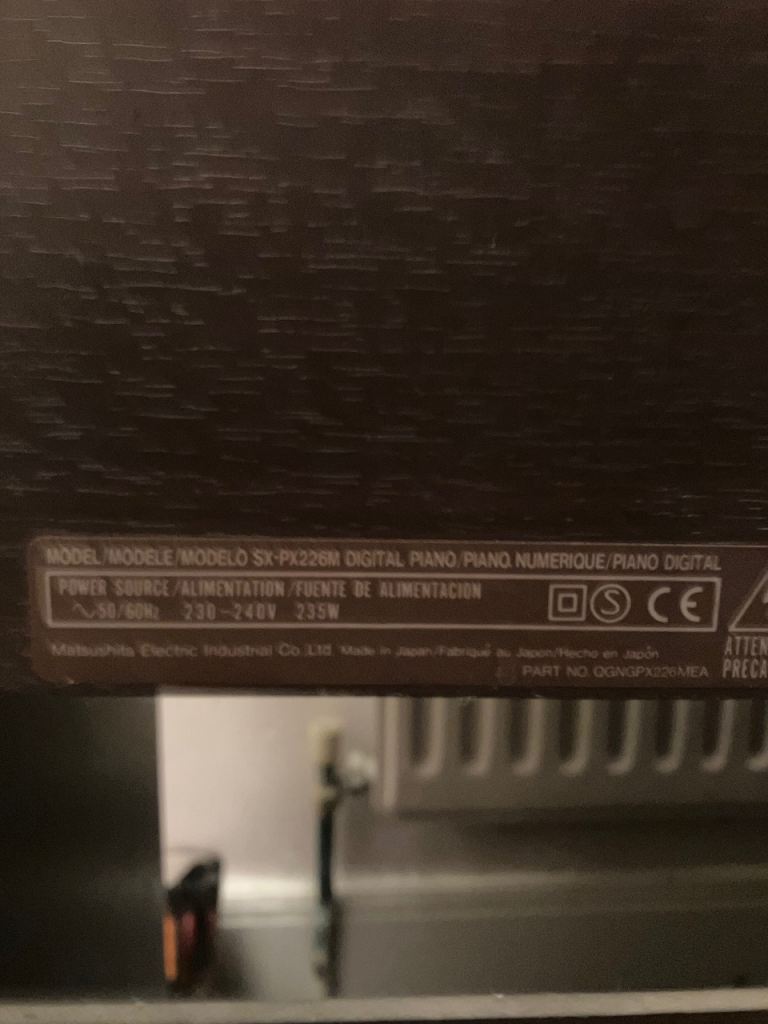 MODEL/MODELE/MODELO SX-PX226M DIGITAL PIANO/PIANO NUMERIQUE/PIANO DIGITAL
POWER SOURCE/ALIMENTATION/FUENTE DE ALIMENTACION
∿50/60Hz 230-240V 235W
S CE
Matsushita Electric Industrial Co.,Ltd. Made in Japan/Fabriqué au Japon/Hecho en Japón
PART NO. QGNGPX226MEA
ATTEN
PRECA